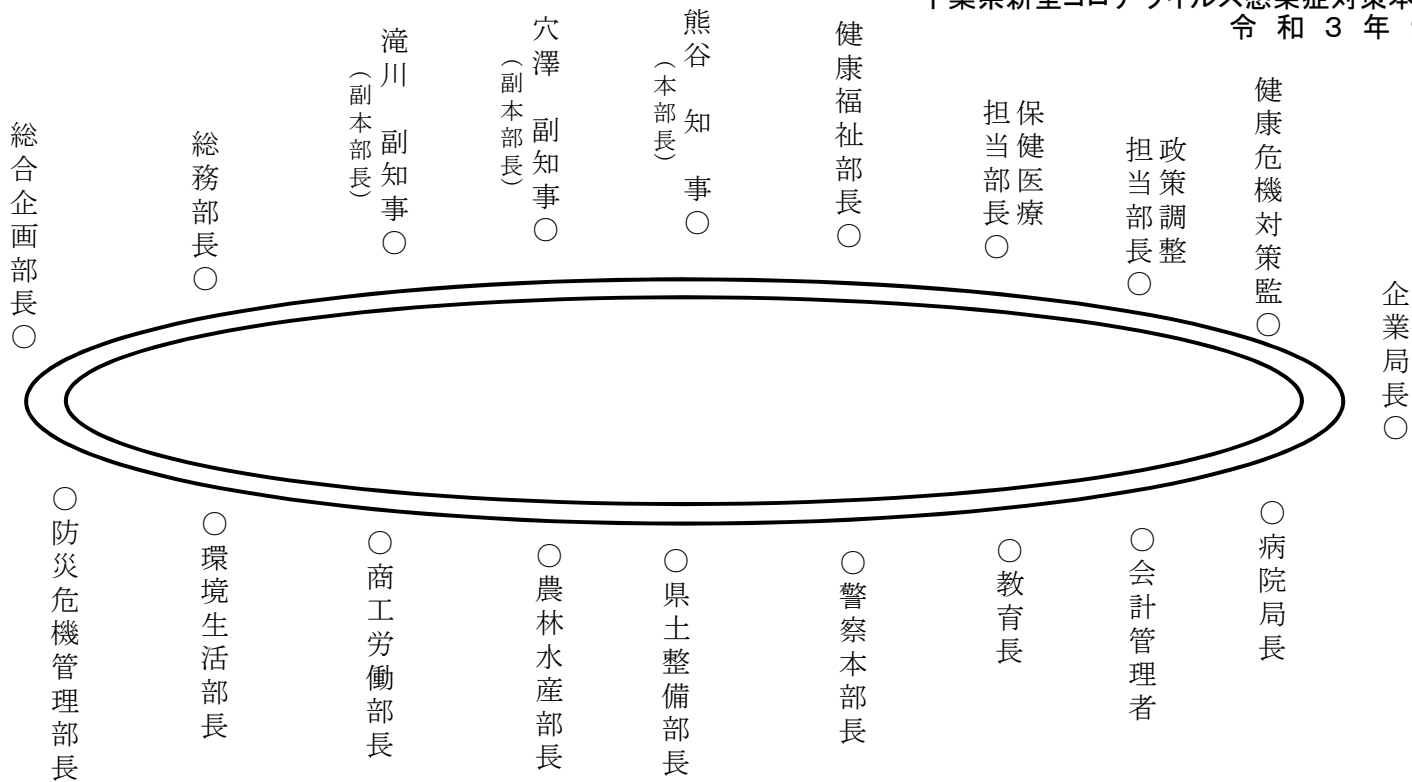 千葉県新型コロナウイルス感染症対策本
令和3年
総合企画部長○
総務部長○
滝川 副知事○
（副本部長）
穴澤 副知事○
（副本部長）
熊谷 知 事○
（本部長）
健康福祉部長○
保健医療
担当部長○
政策調整
担当部長○
健康危機対策監○
企業局長○
○防災危機管理部長
○環境生活部長
○商工労働部長
○農林水産部長
○県土整備部長
○警察本部長
○教育長
○会計管理者
○病院局長